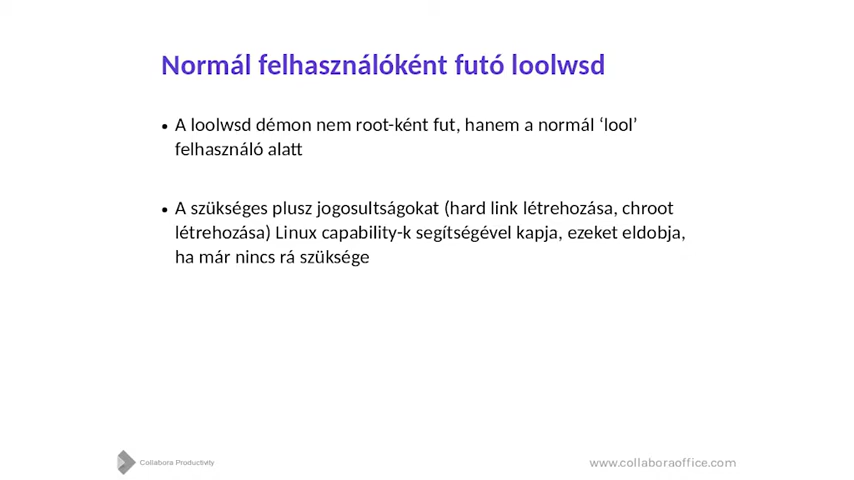 Normál felhasználóként futó loolwsd
• A loolwsd démon nem root-ként fut, hanem a normál ‘lool’
felhasználó alatt
• A szükséges plusz jogosultságokat (hard link létrehozása, chroot
létrehozása) Linux capability-k segítségével kapja, ezeket eldobja,
ha már nincs rá szüksége
Collabora Productivity
www.collaboraoffice.com